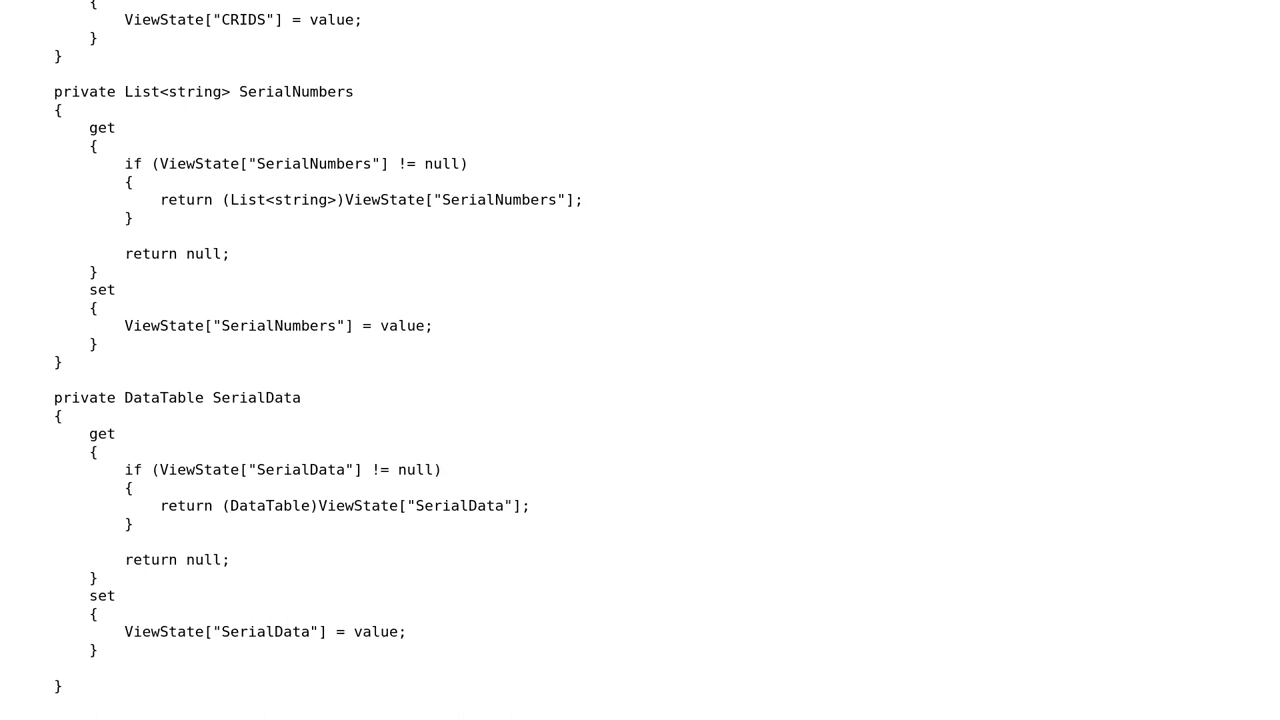 {
            ViewState["CRIDS"] = value;
        }
    }

    private List<string> SerialNumbers
    {
        get
        {
            if (ViewState["SerialNumbers"] != null)
            {
                return (List<string>)ViewState["SerialNumbers"];
            }

            return null;
        }
        set
        {
            ViewState["SerialNumbers"] = value;
        }
    }

    private DataTable SerialData
    {
        get
        {
            if (ViewState["SerialData"] != null)
            {
                return (DataTable)ViewState["SerialData"];
            }

            return null;
        }
        set
        {
            ViewState["SerialData"] = value;
        }

    }